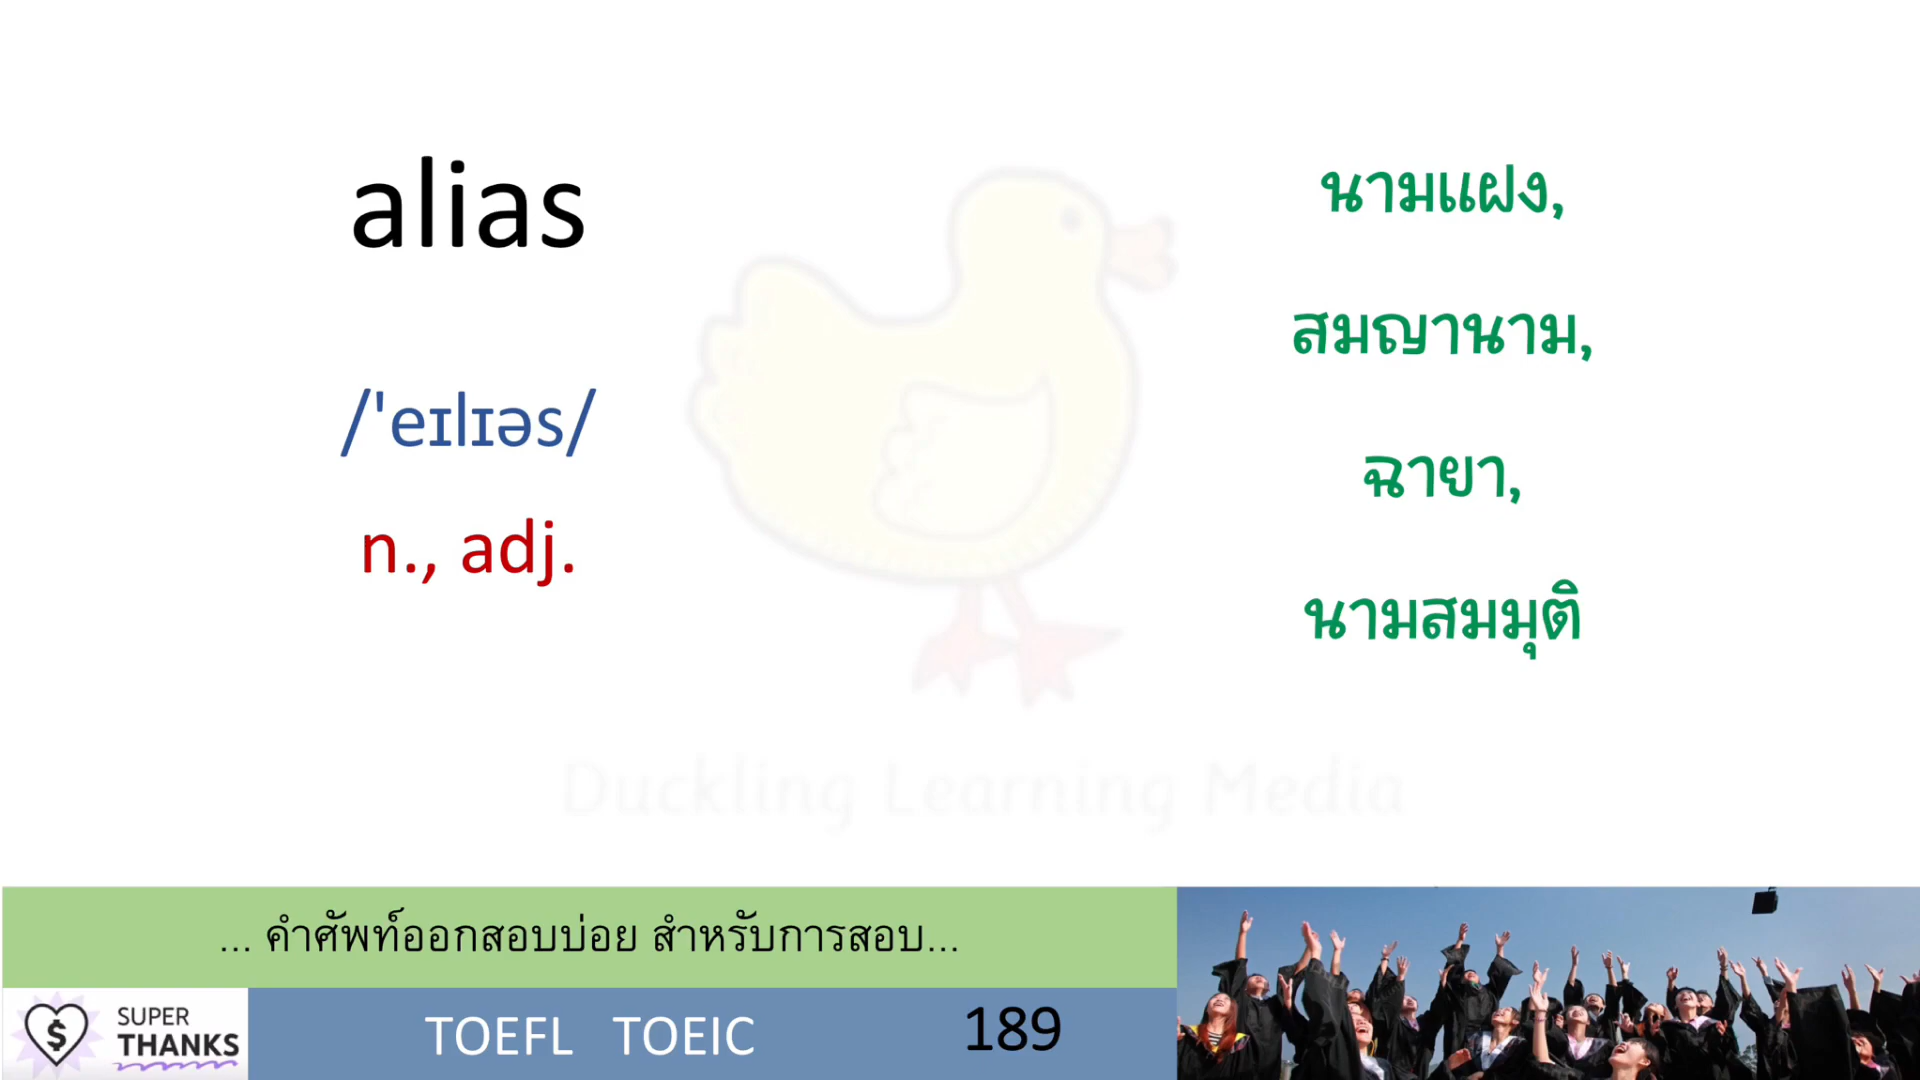 alias
/ˈeɪlɪəs/
n., adj.
นามแฝง,
สมญานาม,
ฉายา,
นามสมมุติ
Duckling Learning Media
... คำศัพท์ออกสอบบ่อย สำหรับการสอบ...
SUPER
THANKS
TOEFL TOEIC
189